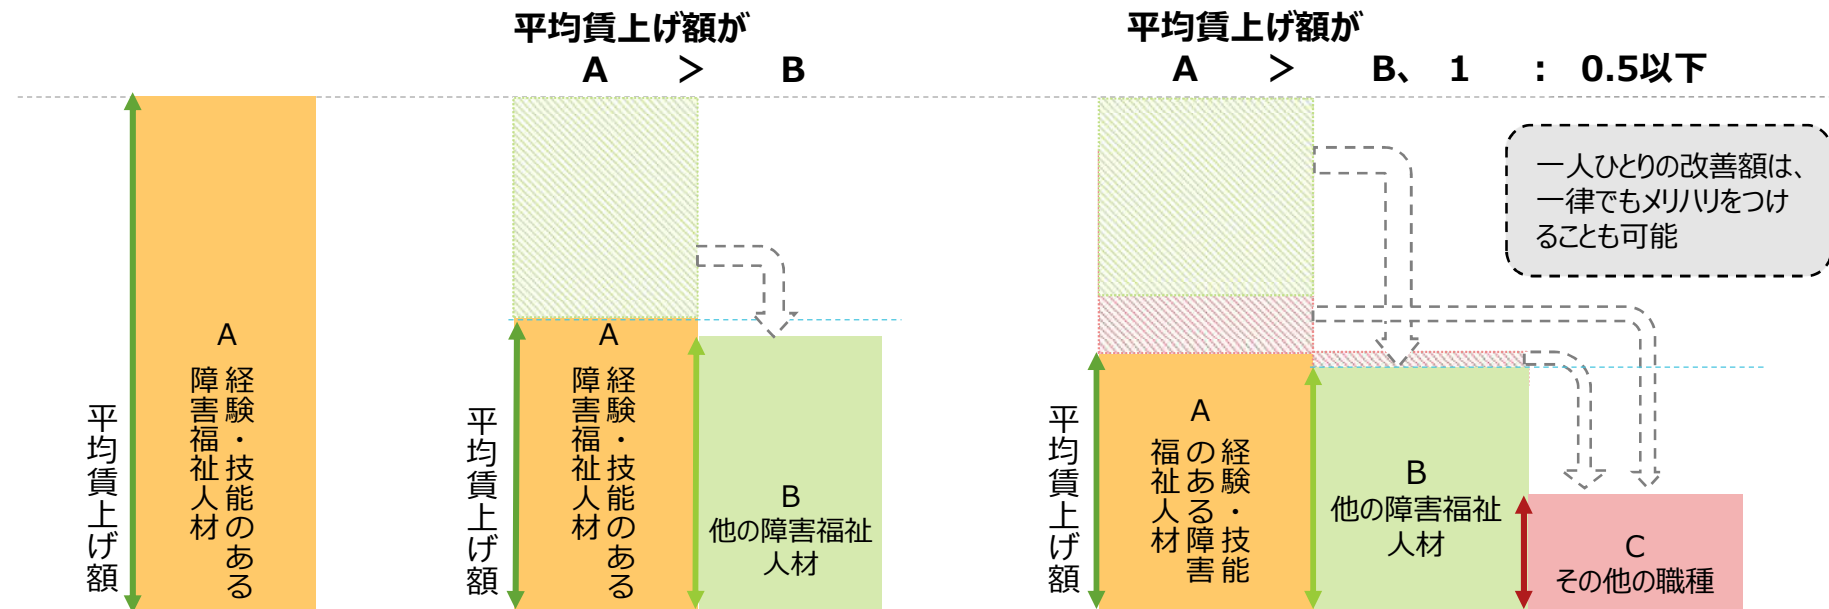 平均賃上げ額が
A ＞ B
平均賃上げ額が
A ＞ B、 1 : 0.5以下
一人ひとりの改善額は、
一律でもメリハリをつけ
ることも可能
平均賃上げ額
A
経験・技能のある
障害福祉人材
平均賃上げ額
A
経験・技能のある
障害福祉人材
B
他の障害福祉
人材
平均賃上げ額
A
経験・技能
のある障害
福祉人材
B
他の障害福祉
人材
C
その他の職種